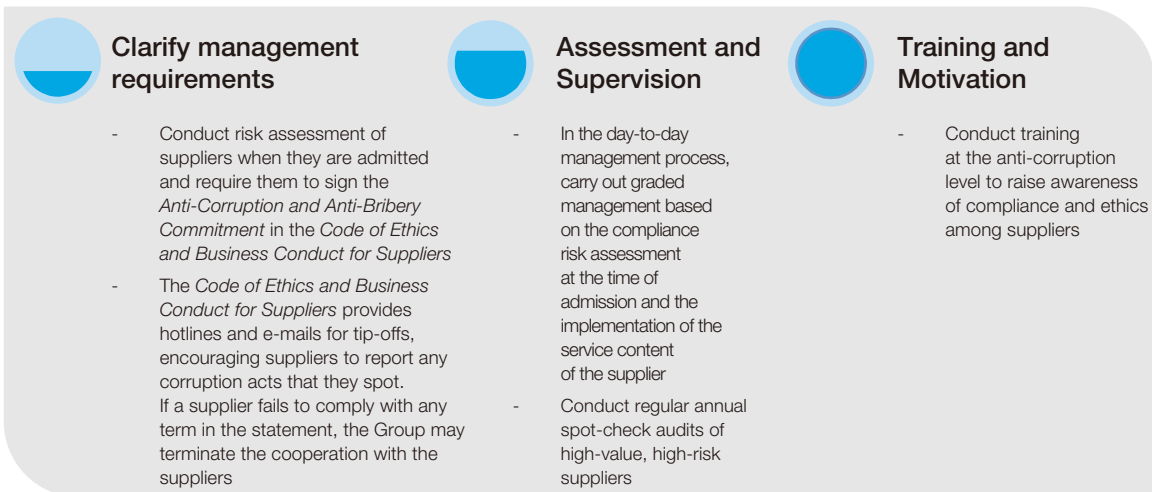 Clarify management
requirements
- Conduct risk assessment of
suppliers when they are admitted
and require them to sign the
Anti-Corruption and Anti-Bribery
Commitment in the Code of Ethics
and Business Conduct for Suppliers
- The Code of Ethics and Business
Conduct for Suppliers provides
hotlines and e-mails for tip-offs,
encouraging suppliers to report any
corruption acts that they spot.
If a supplier fails to comply with any
term in the statement, the Group may
terminate the cooperation with the
suppliers
Assessment and
Supervision
- In the day-to-day
management process,
carry out graded
management based
on the compliance
risk assessment
at the time of
admission and the
implementation of the
service content
of the supplier
- Conduct regular annual
spot-check audits of
high-value, high-risk
suppliers
Training and
Motivation
- Conduct training
at the anti-corruption
level to raise awareness
of compliance and ethics
among suppliers